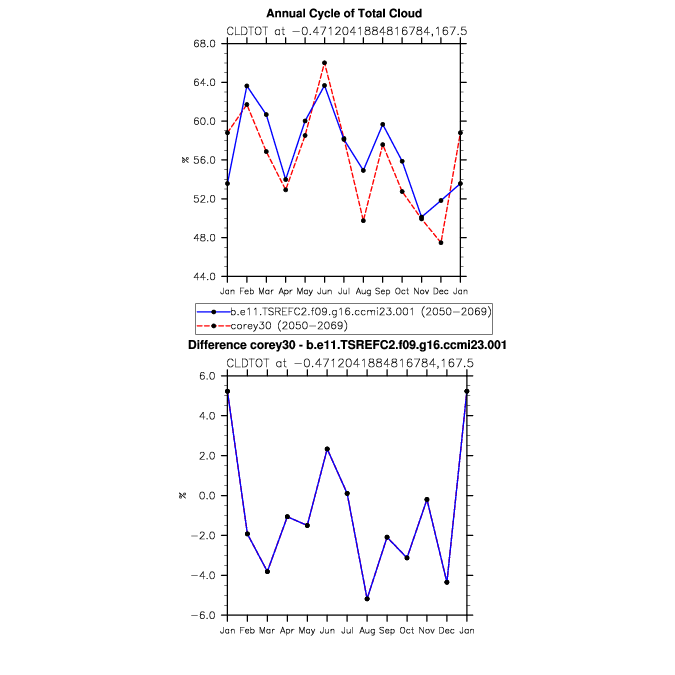 Annual Cycle of Total Cloud
CLDTOT at −0.4712041884816784,167.5
68.0
64.0
60.0
56.0
52.0
48.0
44.0
%
Jan Feb Mar Apr May Jun Jul Aug Sep Oct Nov Dec Jan
b.e11.TSREFC2.f09.g16.ccmi23.001 (2050−2069)
corey30 (2050−2069)
Difference corey30 - b.e11.TSREFC2.f09.g16.ccmi23.001
CLDTOT at −0.4712041884816784,167.5
6.0
4.0
2.0
0.0
−2.0
−4.0
−6.0
%
Jan Feb Mar Apr May Jun Jul Aug Sep Oct Nov Dec Jan